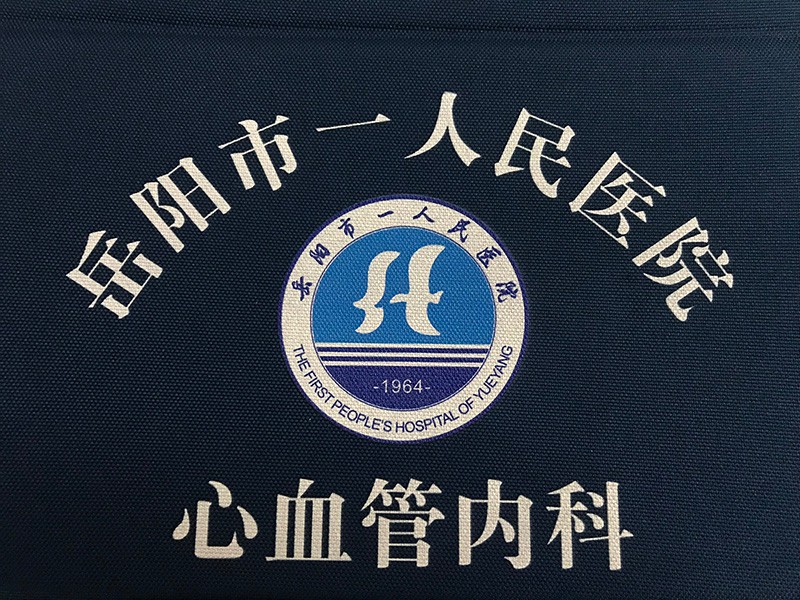 岳阳市一人民医院
岳阳市一人民医院
-1964-
THE FIRST PEOPLE'S HOSPITAL OF YUEYANG
心血管内科